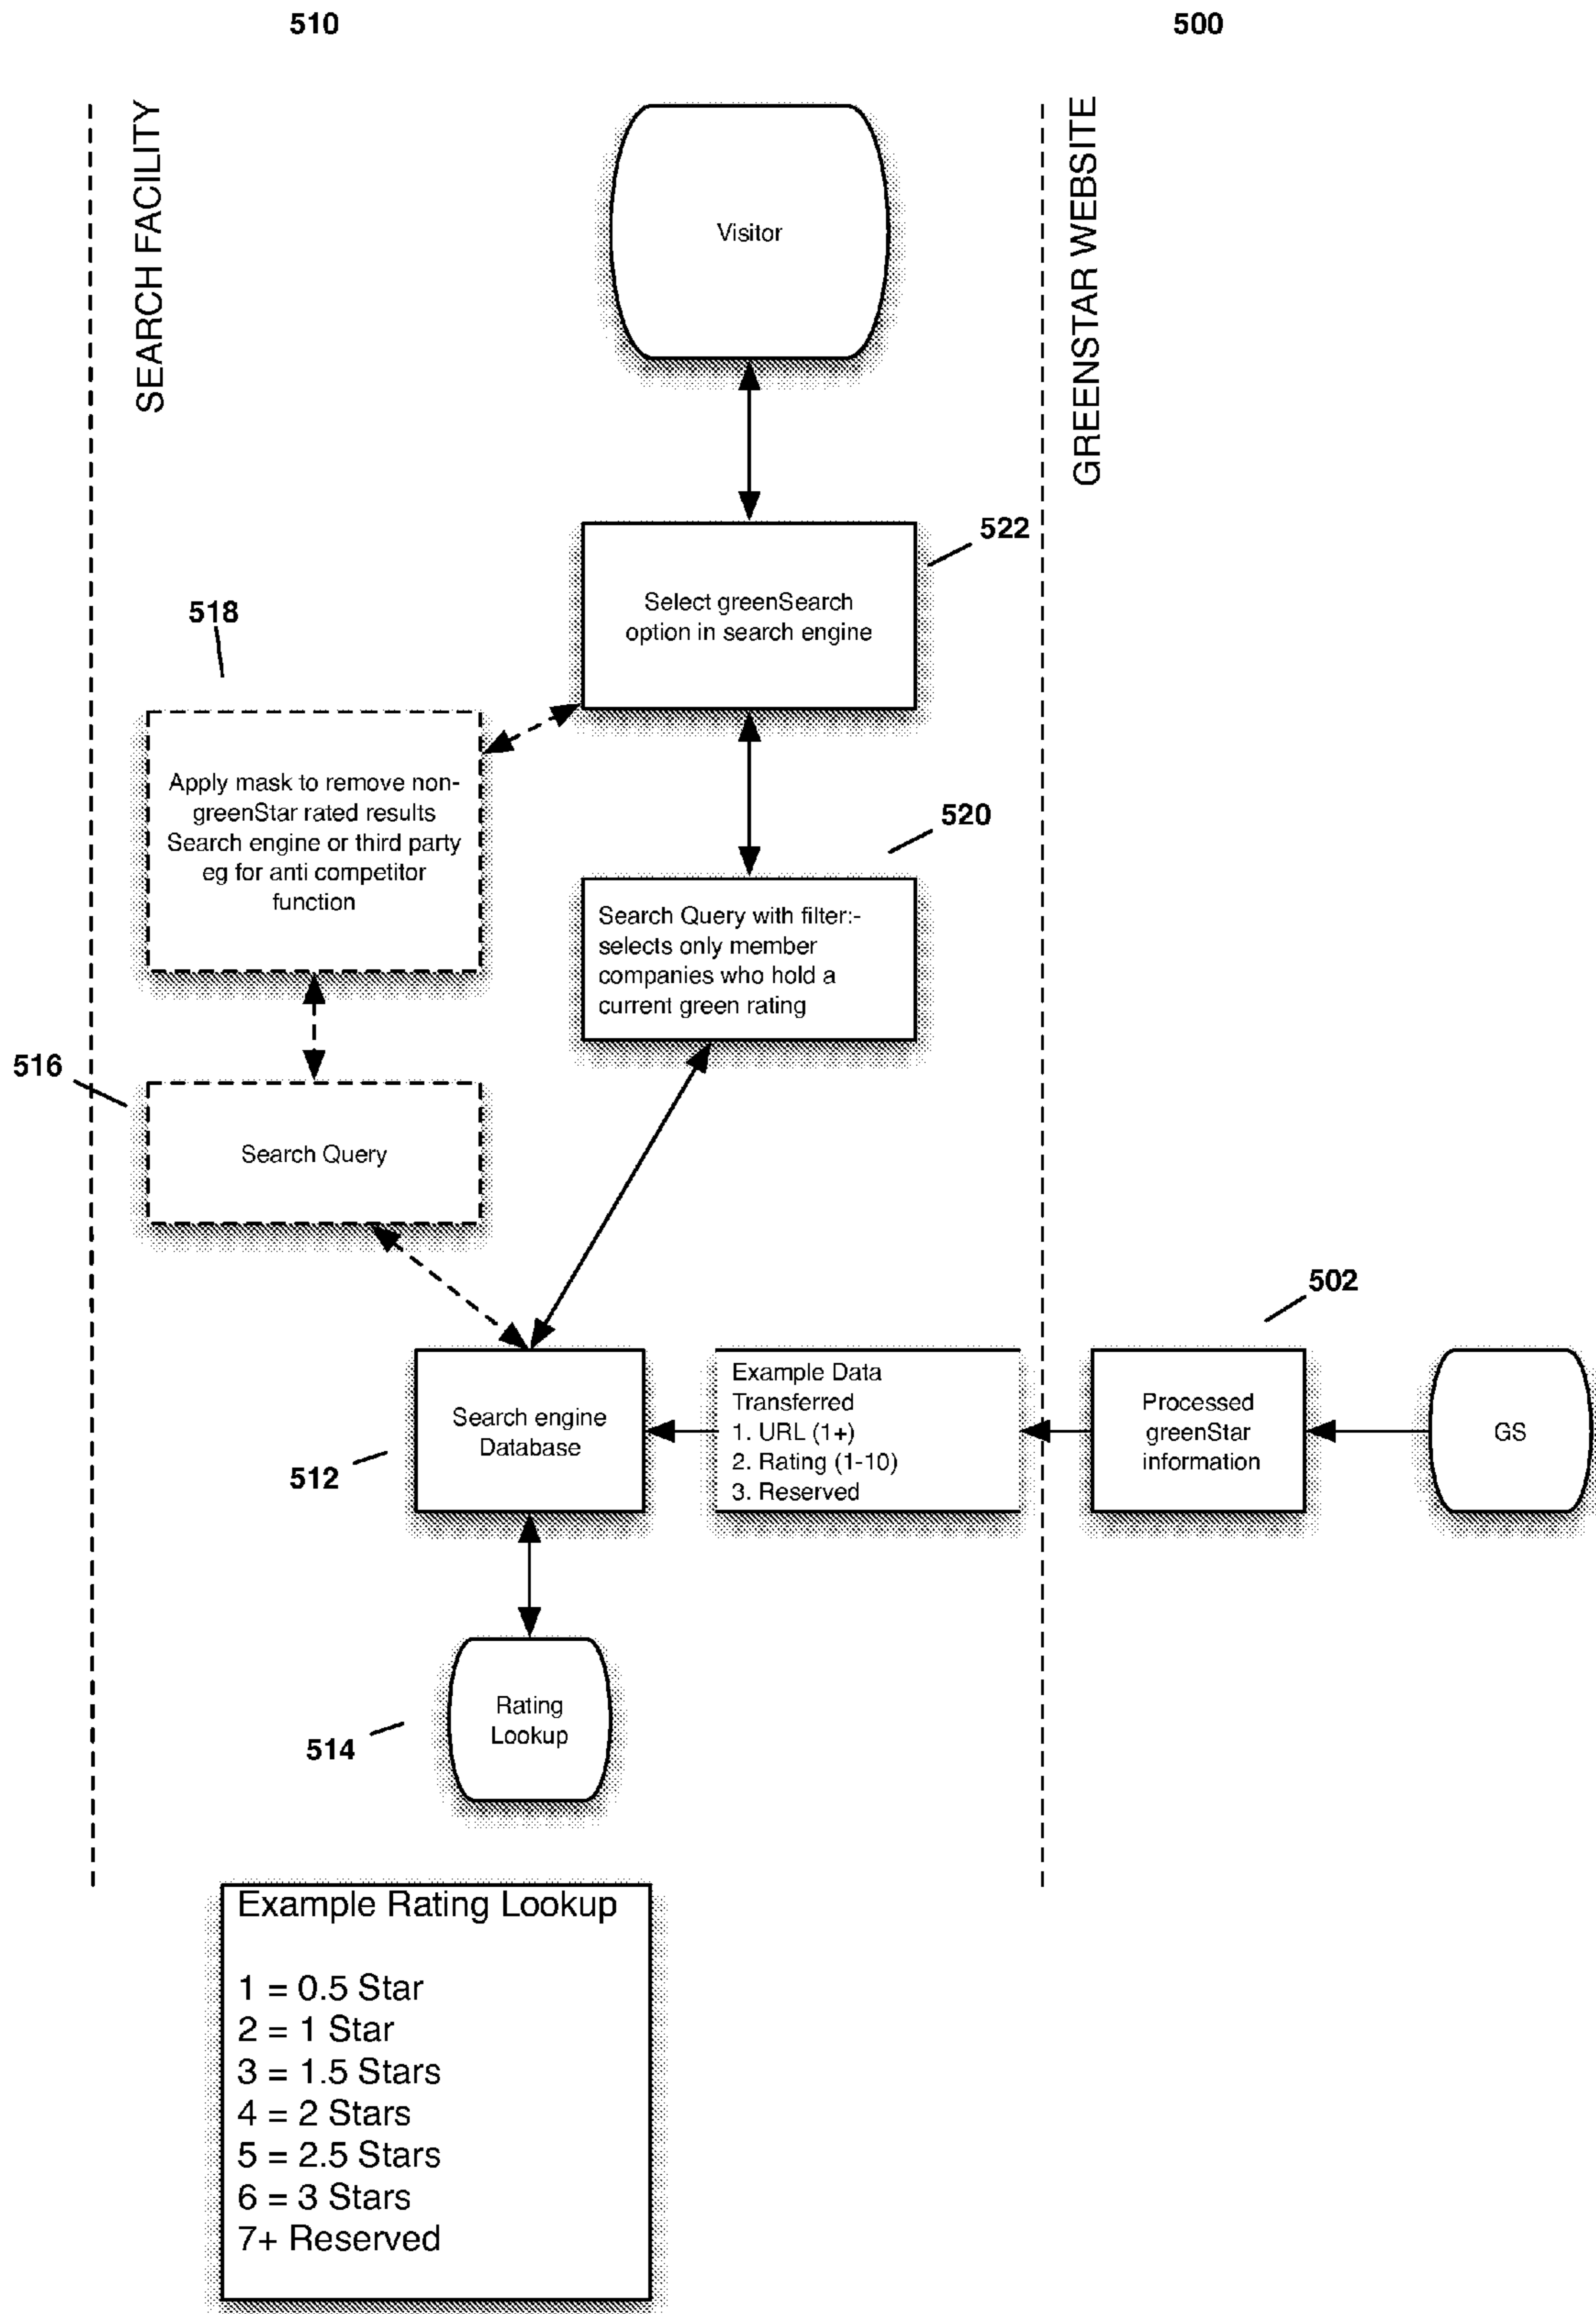 510
500
SEARCH FACILITY
GREENSTAR WEBSITE
Visitor
522
Select greenSearch
option in search engine
518
Apply mask to remove non-
greenStar rated results
Search engine or third party
eg for anti competitor
function
520
Search Query with filter:-
selects only member
companies who hold a
current green rating
516
Search Query
502
Search engine
Database
512
Example Data
Transferred
1. URL (1+)
2. Rating (1-10)
3. Reserved
Processed
greenStar
information
GS
Rating
Lookup
514
Example Rating Lookup
1 = 0.5 Star
2 = 1 Star
3 = 1.5 Stars
4 = 2 Stars
5 = 2.5 Stars
6 = 3 Stars
7+ Reserved